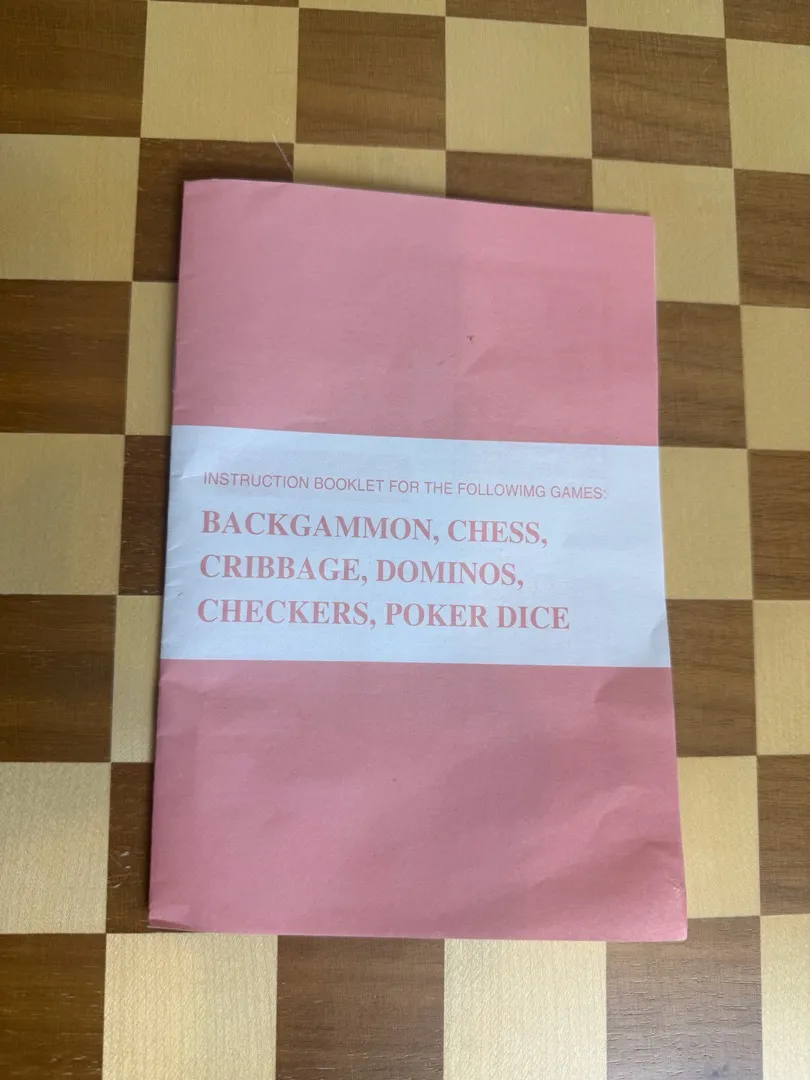 INSTRUCTION BOOKLET FOR THE FOLLOWIMG GAMES:
BACKGAMMON, CHESS,
CRIBBAGE, DOMINOS,
CHECKERS, POKER DICE